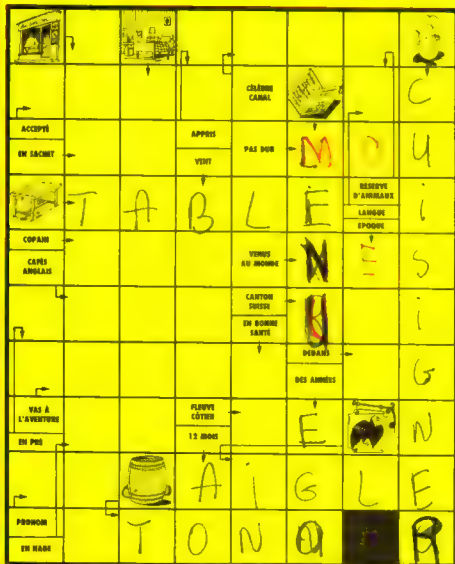 C
CÉLÈBRE
CANAL
ACCEPTÉ
EN SACHET
APPRIS
VENT
PAS DUR
M O U
T A B L E i
RÉSERVE
D'ANIMAUX
LANGUE
ÉPOQUE
COPAIN
CAFÉS
ANGLAIS
VENUS
AU MONDE
N E S
CANTON
SUISSE
EN BONNE
SANTÉ
U i
DEDANS
DES ANNÉES
G
VAS À
L'AVENTURE
EN PRÉ
FLEUVE
CÔTIER
12 MOIS
E N
A i G L E
PRONOM
EN NAGE
T O N
R